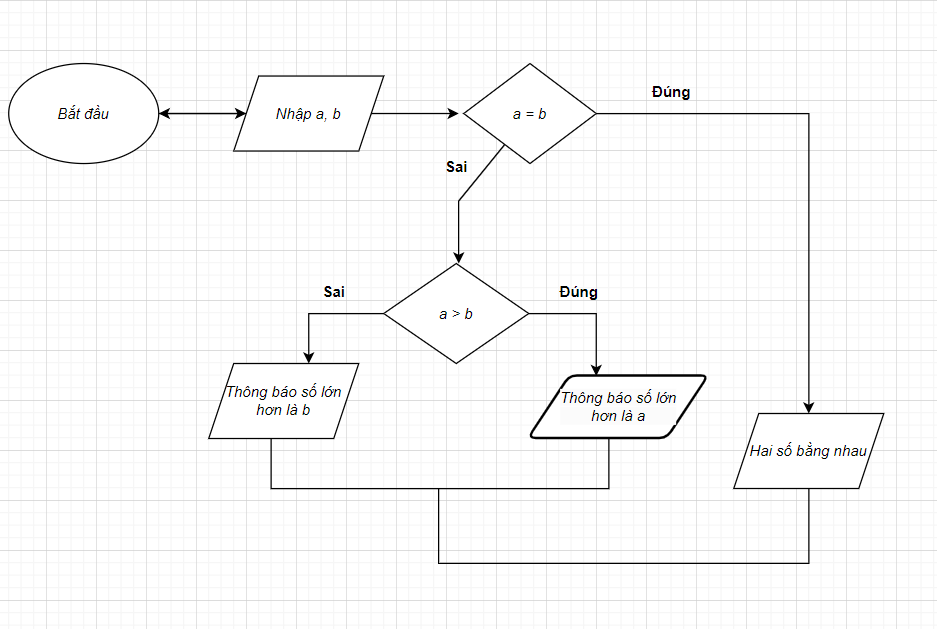 Bắt đầu
Nhập a, b
a = b
Đúng
Sai
a > b
Sai
Đúng
Thông báo số lớn
hơn là b
Thông báo số lớn
hơn là a
Hai số bằng nhau